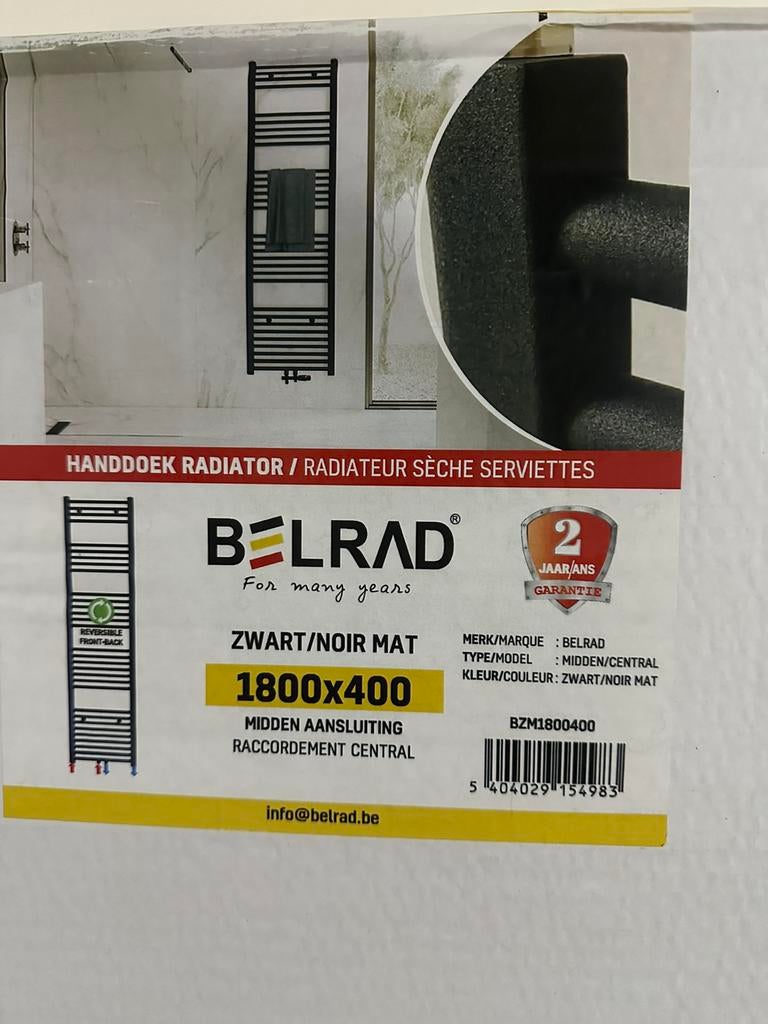 HANDDOEK RADIATOR / RADIATEUR SÈCHE SERVIETTES
BELRAD®
For many years
2
JAAR/ANS
GARANTIE
REVERSIBLE
FRONT-BACK
ZWART/NOIR MAT
1800x400
MIDDEN AANSLUITING
RACCORDEMENT CENTRAL
MERK/MARQUE : BELRAD
TYPE/MODEL : MIDDEN/CENTRAL
KLEUR/COULEUR : ZWART/NOIR MAT
BZM1800400
5 404029 154983
info@belrad.be